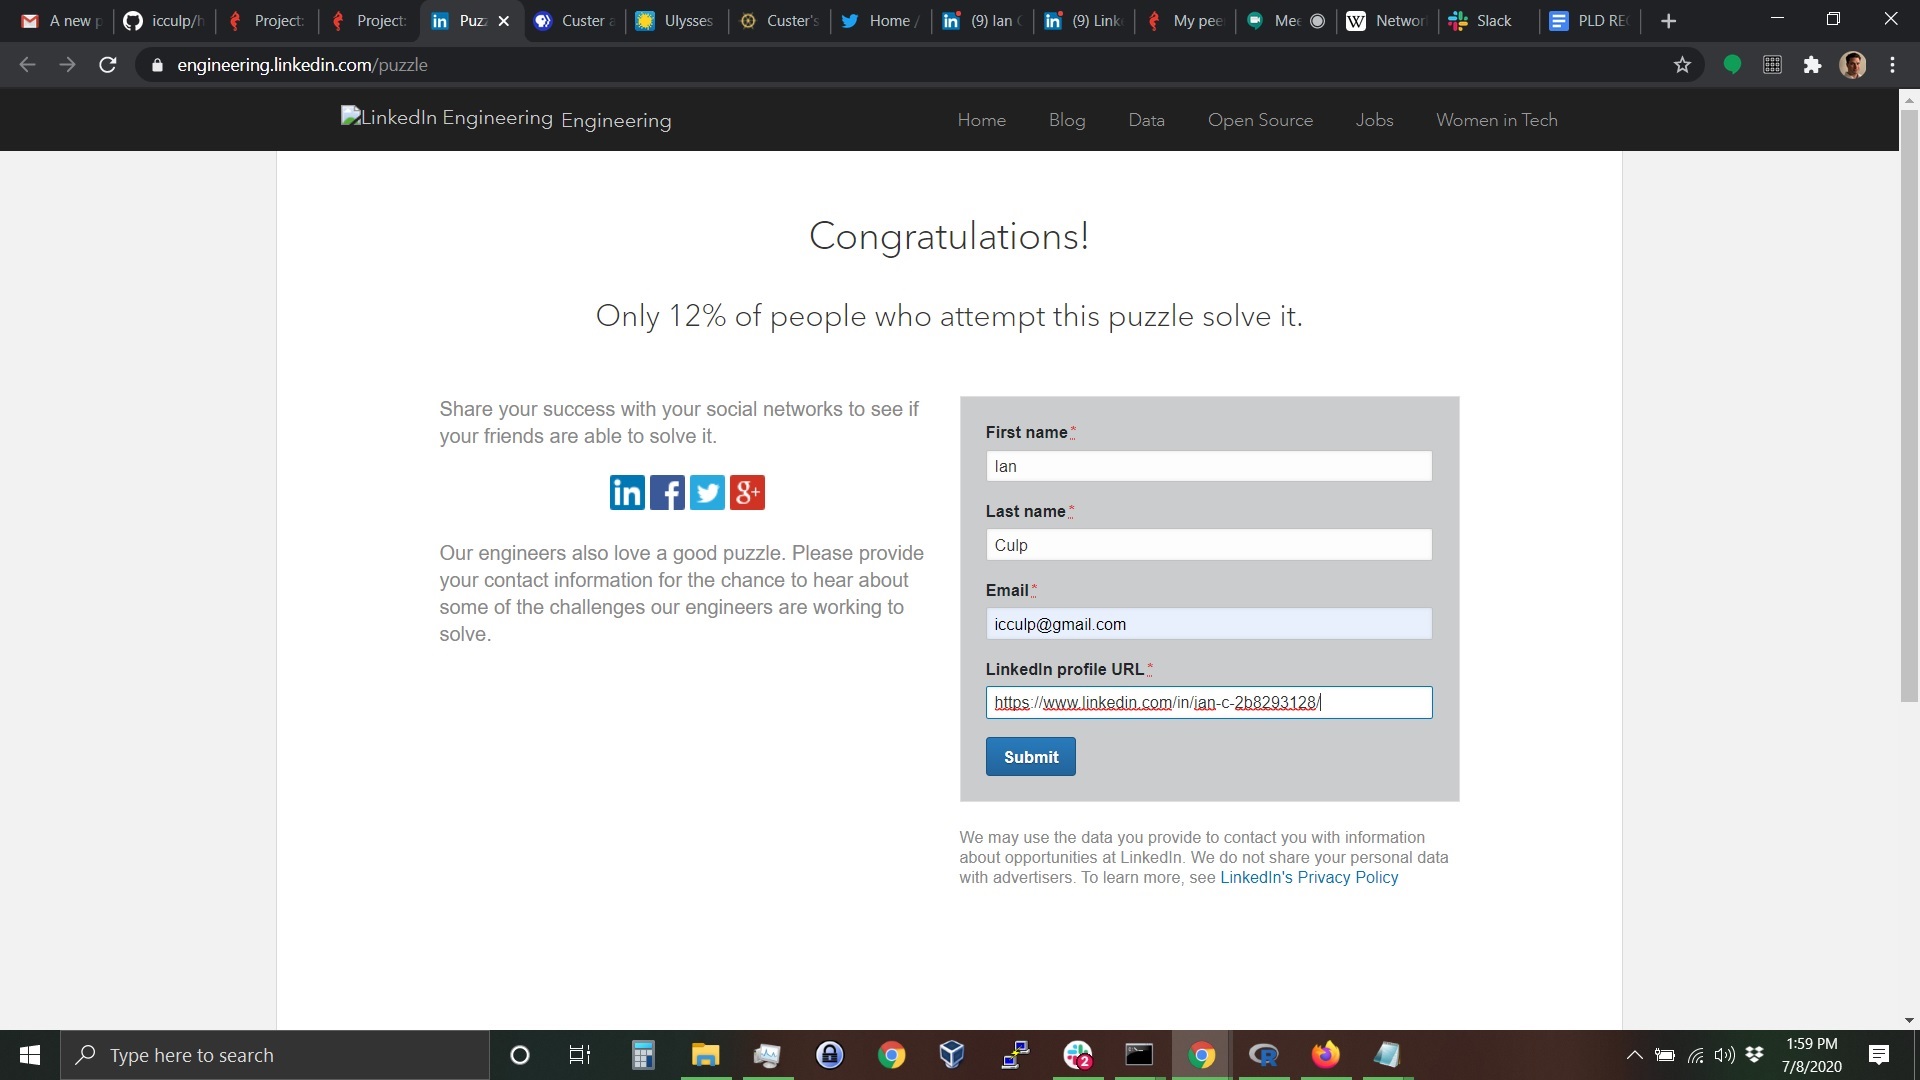 A new p
icculp/h
Project:
Project:
Puzz
Custer a
Ulysses
Custer's
Home /
(9) Ian C
(9) Linke
My peer
Mee
Networ
Slack
PLD REC
engineering.linkedin.com/puzzle
LinkedIn Engineering Engineering
Home
Blog
Data
Open Source
Jobs
Women in Tech
Congratulations!
Only 12% of people who attempt this puzzle solve it.
Share your success with your social networks to see if
your friends are able to solve it.
in f g+
Our engineers also love a good puzzle. Please provide
your contact information for the chance to hear about
some of the challenges our engineers are working to
solve.
First name*
Ian
Last name*
Culp
Email*
icculp@gmail.com
LinkedIn profile URL*
https://www.linkedin.com/in/ian-c-2b8293128/
Submit
We may use the data you provide to contact you with information
about opportunities at LinkedIn. We do not share your personal data
with advertisers. To learn more, see LinkedIn's Privacy Policy
Type here to search
2
1:59 PM
7/8/2020